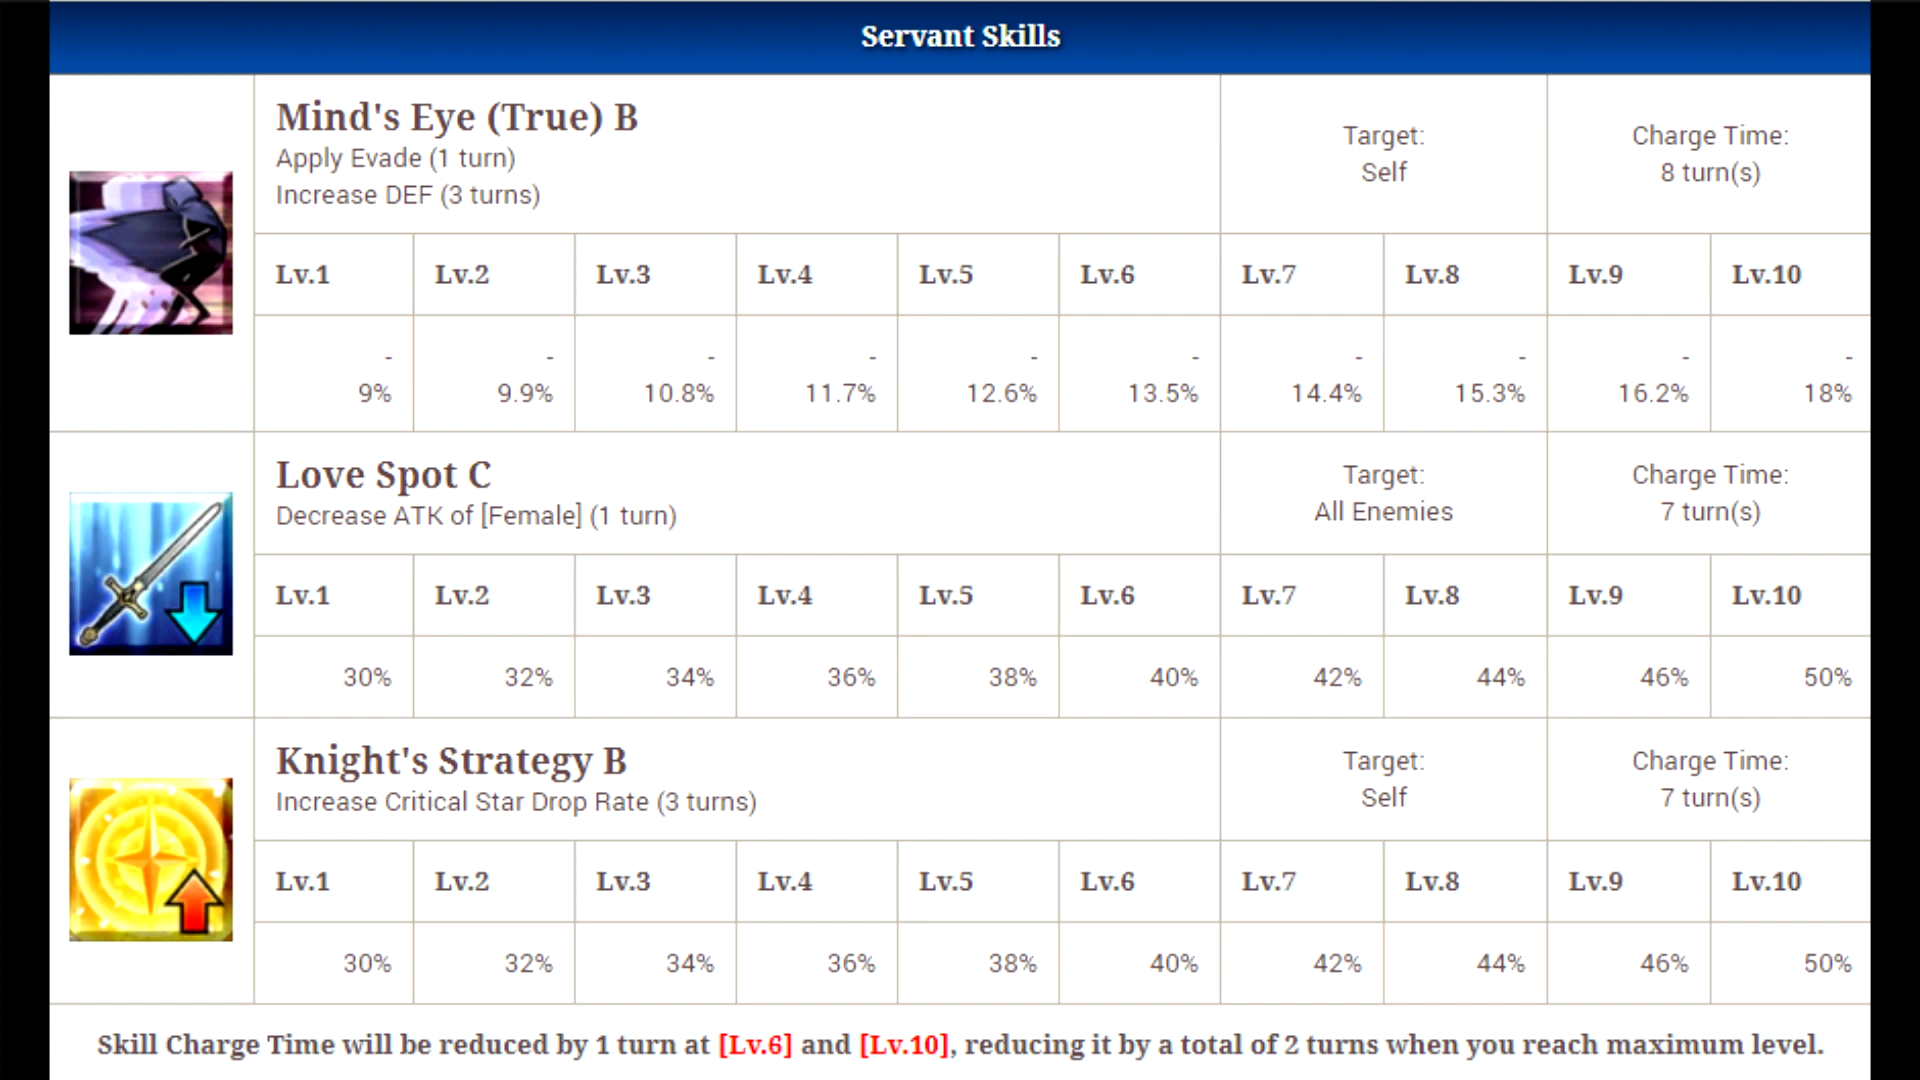 Servant Skills
Mind's Eye (True) B
Apply Evade (1 turn)
Increase DEF (3 turns)
Target:
Self
Charge Time:
8 turn(s)
Lv.1 Lv.2 Lv.3 Lv.4 Lv.5 Lv.6 Lv.7 Lv.8 Lv.9 Lv.10
- - - - - - - - - -
9% 9.9% 10.8% 11.7% 12.6% 13.5% 14.4% 15.3% 16.2% 18%
Love Spot C
Decrease ATK of [Female] (1 turn)
Target:
All Enemies
Charge Time:
7 turn(s)
Lv.1 Lv.2 Lv.3 Lv.4 Lv.5 Lv.6 Lv.7 Lv.8 Lv.9 Lv.10
30% 32% 34% 36% 38% 40% 42% 44% 46% 50%
Knight's Strategy B
Increase Critical Star Drop Rate (3 turns)
Target:
Self
Charge Time:
7 turn(s)
Lv.1 Lv.2 Lv.3 Lv.4 Lv.5 Lv.6 Lv.7 Lv.8 Lv.9 Lv.10
30% 32% 34% 36% 38% 40% 42% 44% 46% 50%
Skill Charge Time will be reduced by 1 turn at [Lv.6] and [Lv.10], reducing it by a total of 2 turns when you reach maximum level.